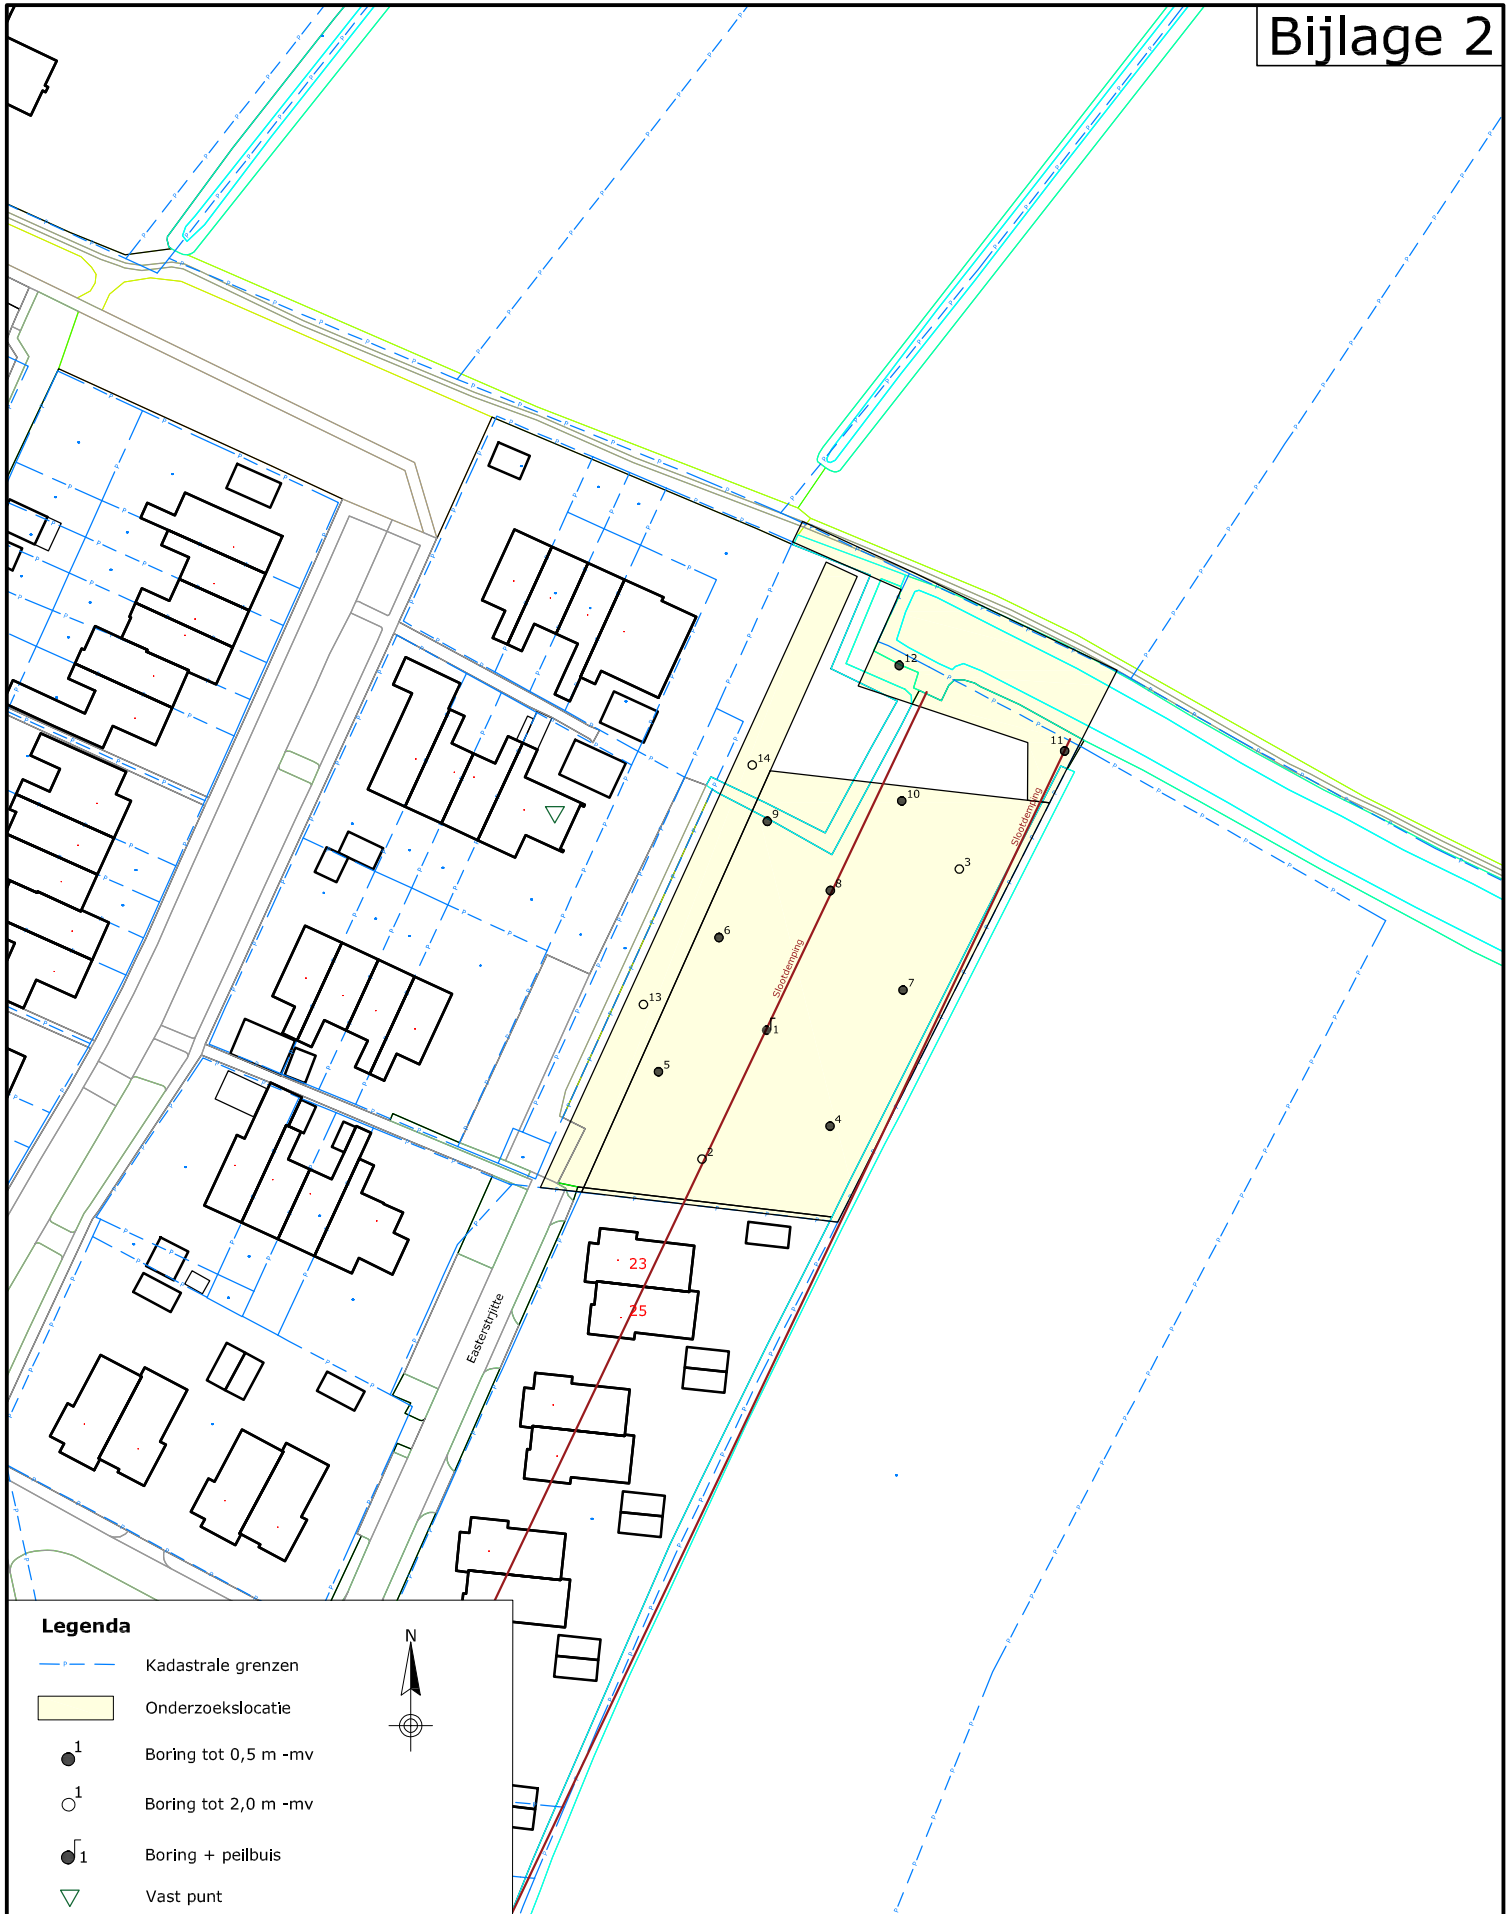 Bijlage 2
12
11
14
10
9
Slootdemping
3
8
6
Slootdemping
7
13
1
5
4
2
23
25
Easterstrjitte
Legenda
N
P Kadastrale grenzen
Onderzoekslocatie
1 Boring tot 0,5 m -mv
1 Boring tot 2,0 m -mv
1 Boring + peilbuis
Vast punt